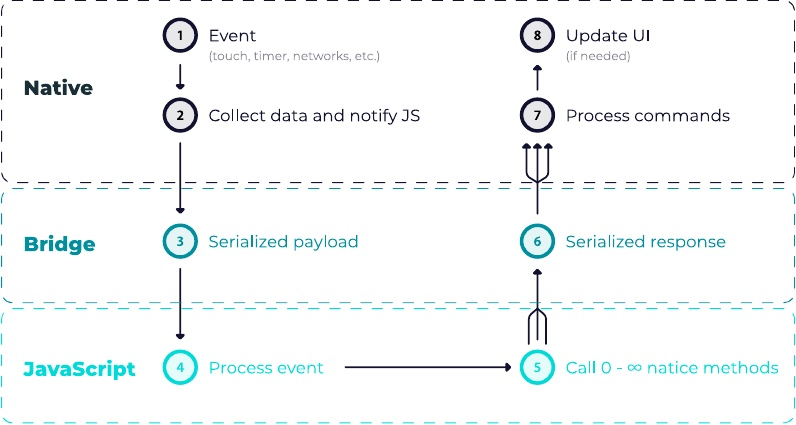 Native
1 Event
(touch, timer, networks, etc.)
2 Collect data and notify JS
8 Update UI
(if needed)
7 Process commands
Bridge
3 Serialized payload
6 Serialized response
JavaScript
4 Process event
5 Call 0 - ∞ natice methods